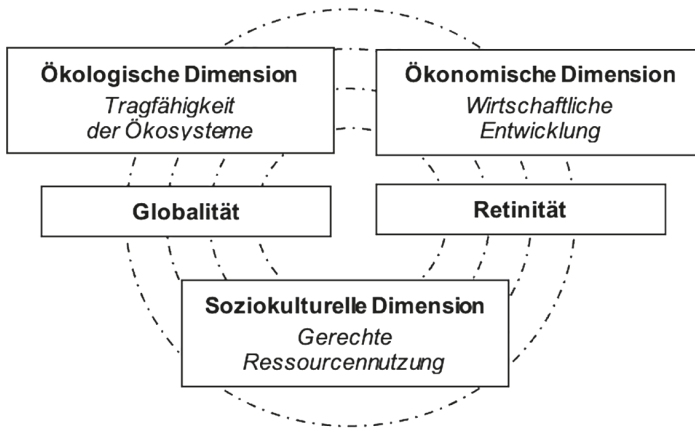 Ökologische Dimension
Tragfähigkeit
der Ökosysteme
Ökonomische Dimension
Wirtschaftliche
Entwicklung
Globalität
Retinität
Soziokulturelle Dimension
Gerechte
Ressourcennutzung